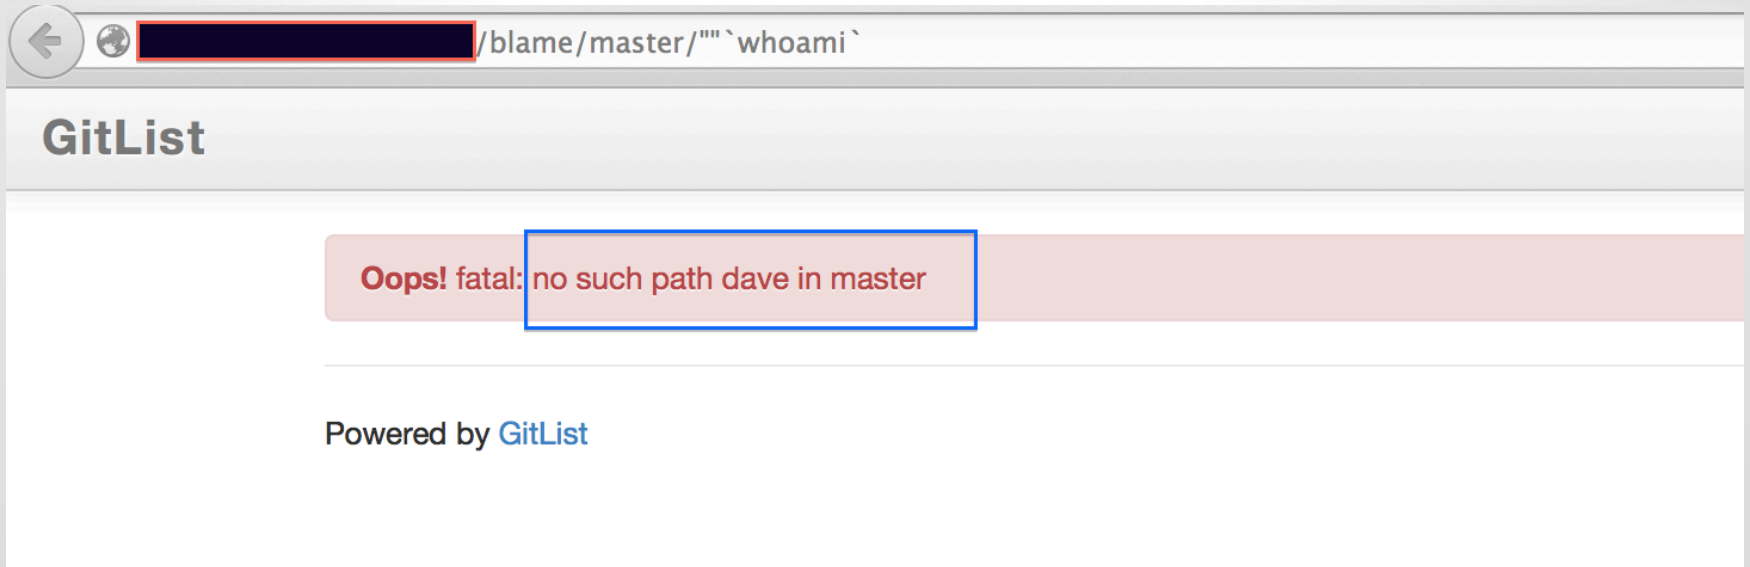 /blame/master/""`whoami`
GitList
Oops! fatal: no such path dave in master
Powered by GitList